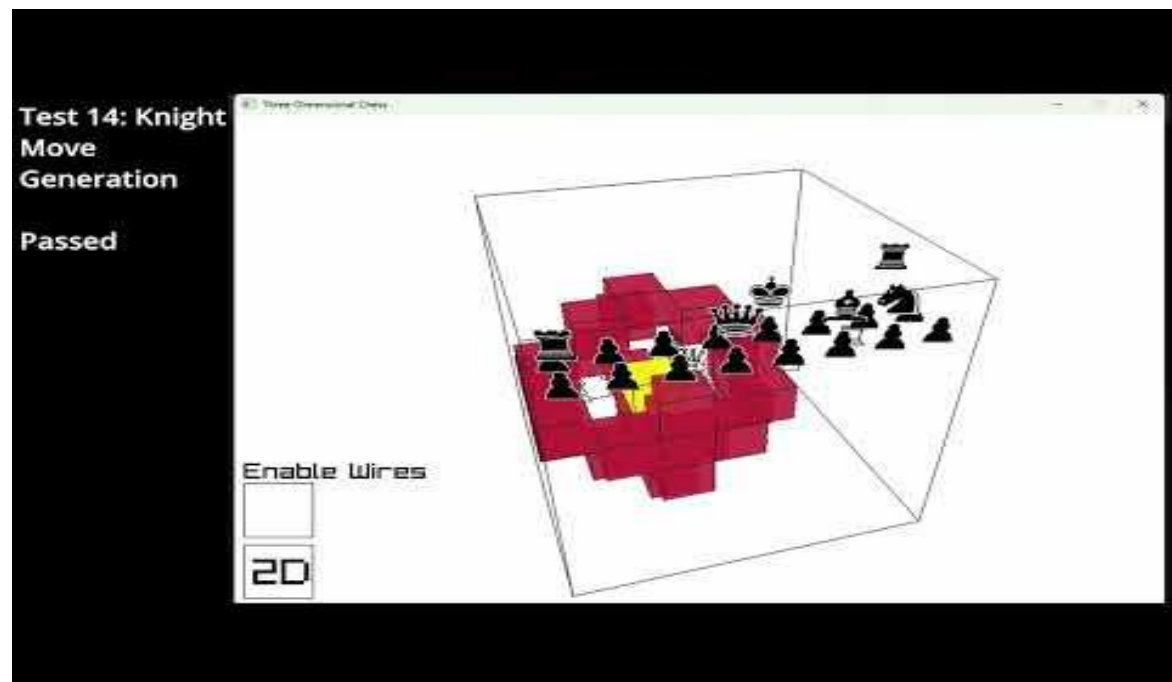 Test 14: Knight
Move
Generation
Passed
Three-Dimensional Chess
Enable Wires
2D